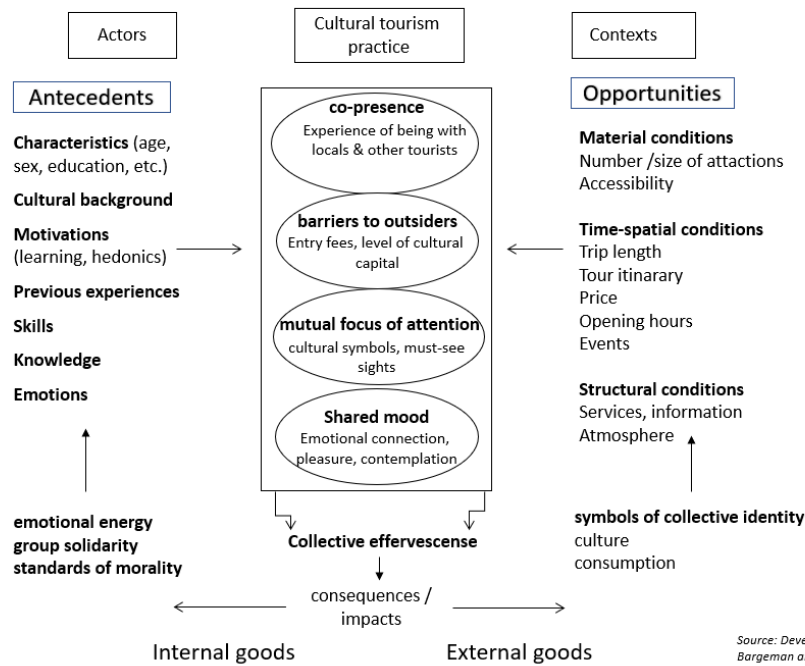 Actors
Cultural tourism
practice
Contexts
Antecedents
Characteristics (age,
sex, education, etc.)
Cultural background
Motivations
(learning, hedonics)
Previous experiences
Skills
Knowledge
Emotions
emotional energy
group solidarity
standards of morality
co-presence
Experience of being with
locals & other tourists
barriers to outsiders
Entry fees, level of cultural
capital
mutual focus of attention
cultural symbols, must-see
sights
Shared mood
Emotional connection,
pleasure, contemplation
Collective effervescense
consequences /
impacts
Opportunities
Material conditions
Number /size of attactions
Accessibility
Time-spatial conditions
Trip length
Tour itinarary
Price
Opening hours
Events
Structural conditions
Services, information
Atmosphere
symbols of collective identity
culture
consumption
Internal goods
External goods
Source: Deve
Bargeman a